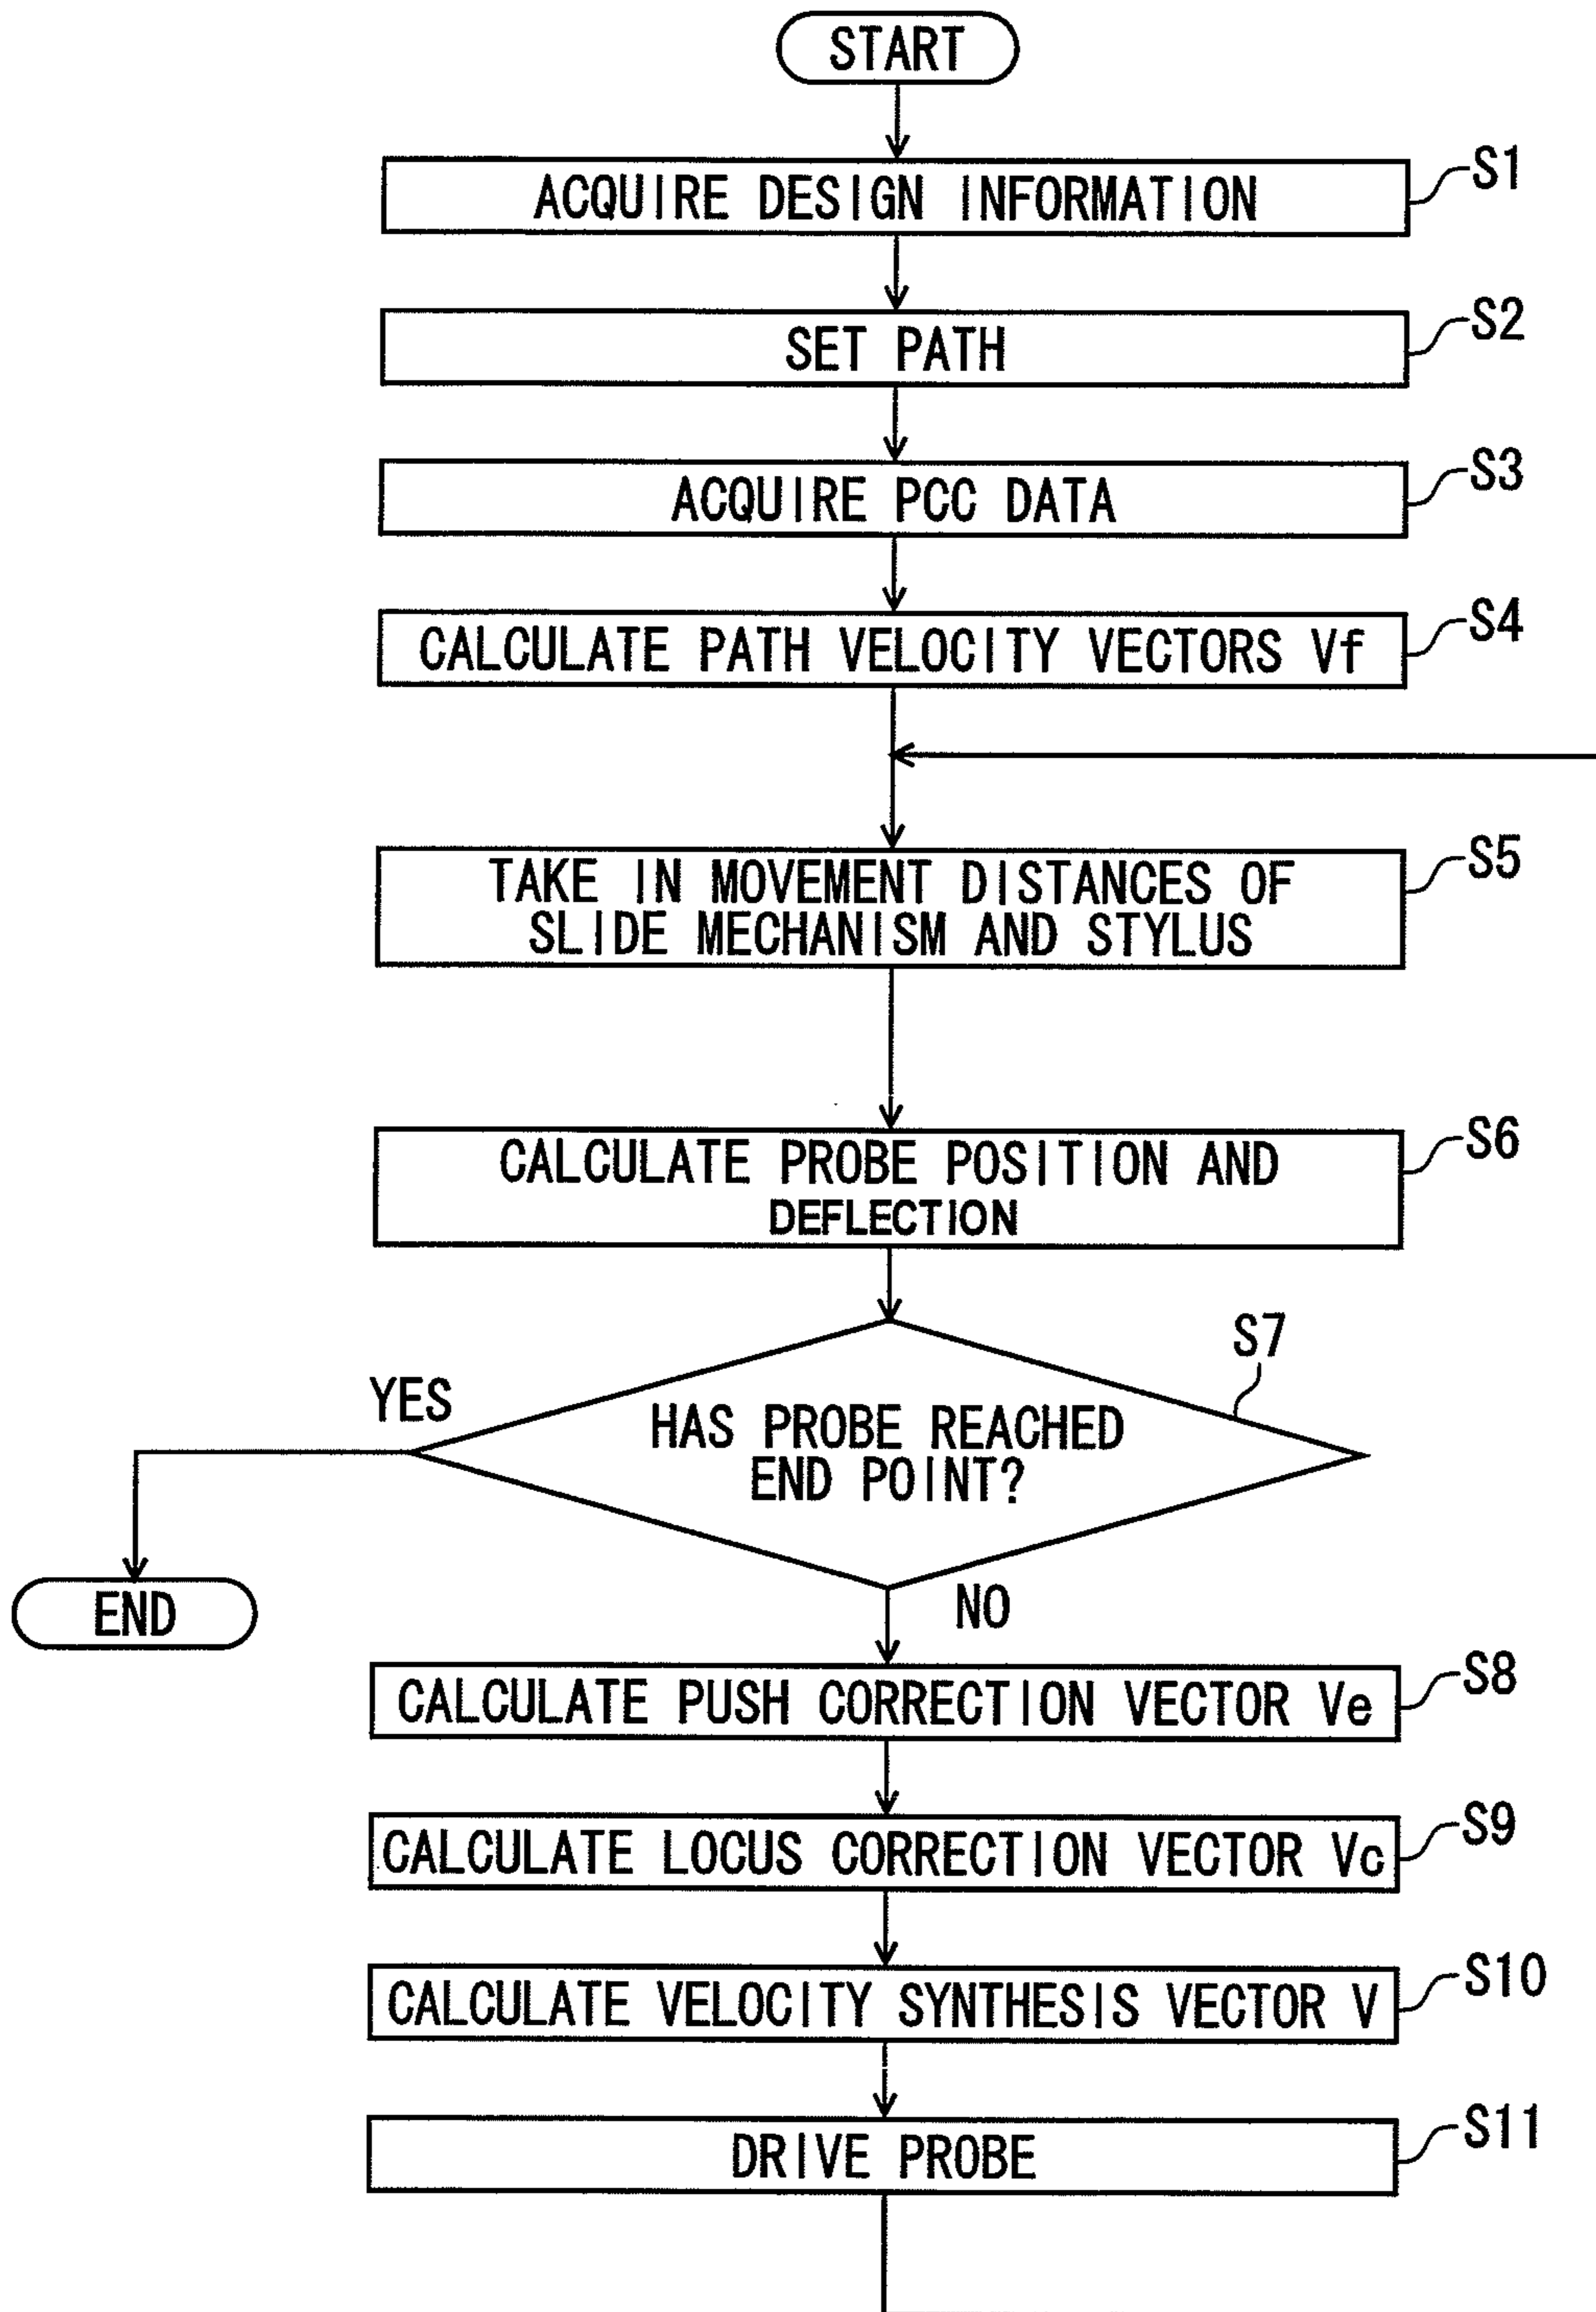 START
ACQUIRE DESIGN INFORMATION
S1
SET PATH
S2
ACQUIRE PCC DATA
S3
CALCULATE PATH VELOCITY VECTORS Vf
S4
TAKE IN MOVEMENT DISTANCES OF
SLIDE MECHANISM AND STYLUS
S5
CALCULATE PROBE POSITION AND
DEFLECTION
S6
S7
YES
HAS PROBE REACHED
END POINT?
END
NO
CALCULATE PUSH CORRECTION VECTOR Ve
S8
CALCULATE LOCUS CORRECTION VECTOR Vc
S9
CALCULATE VELOCITY SYNTHESIS VECTOR V
S10
DRIVE PROBE
S11